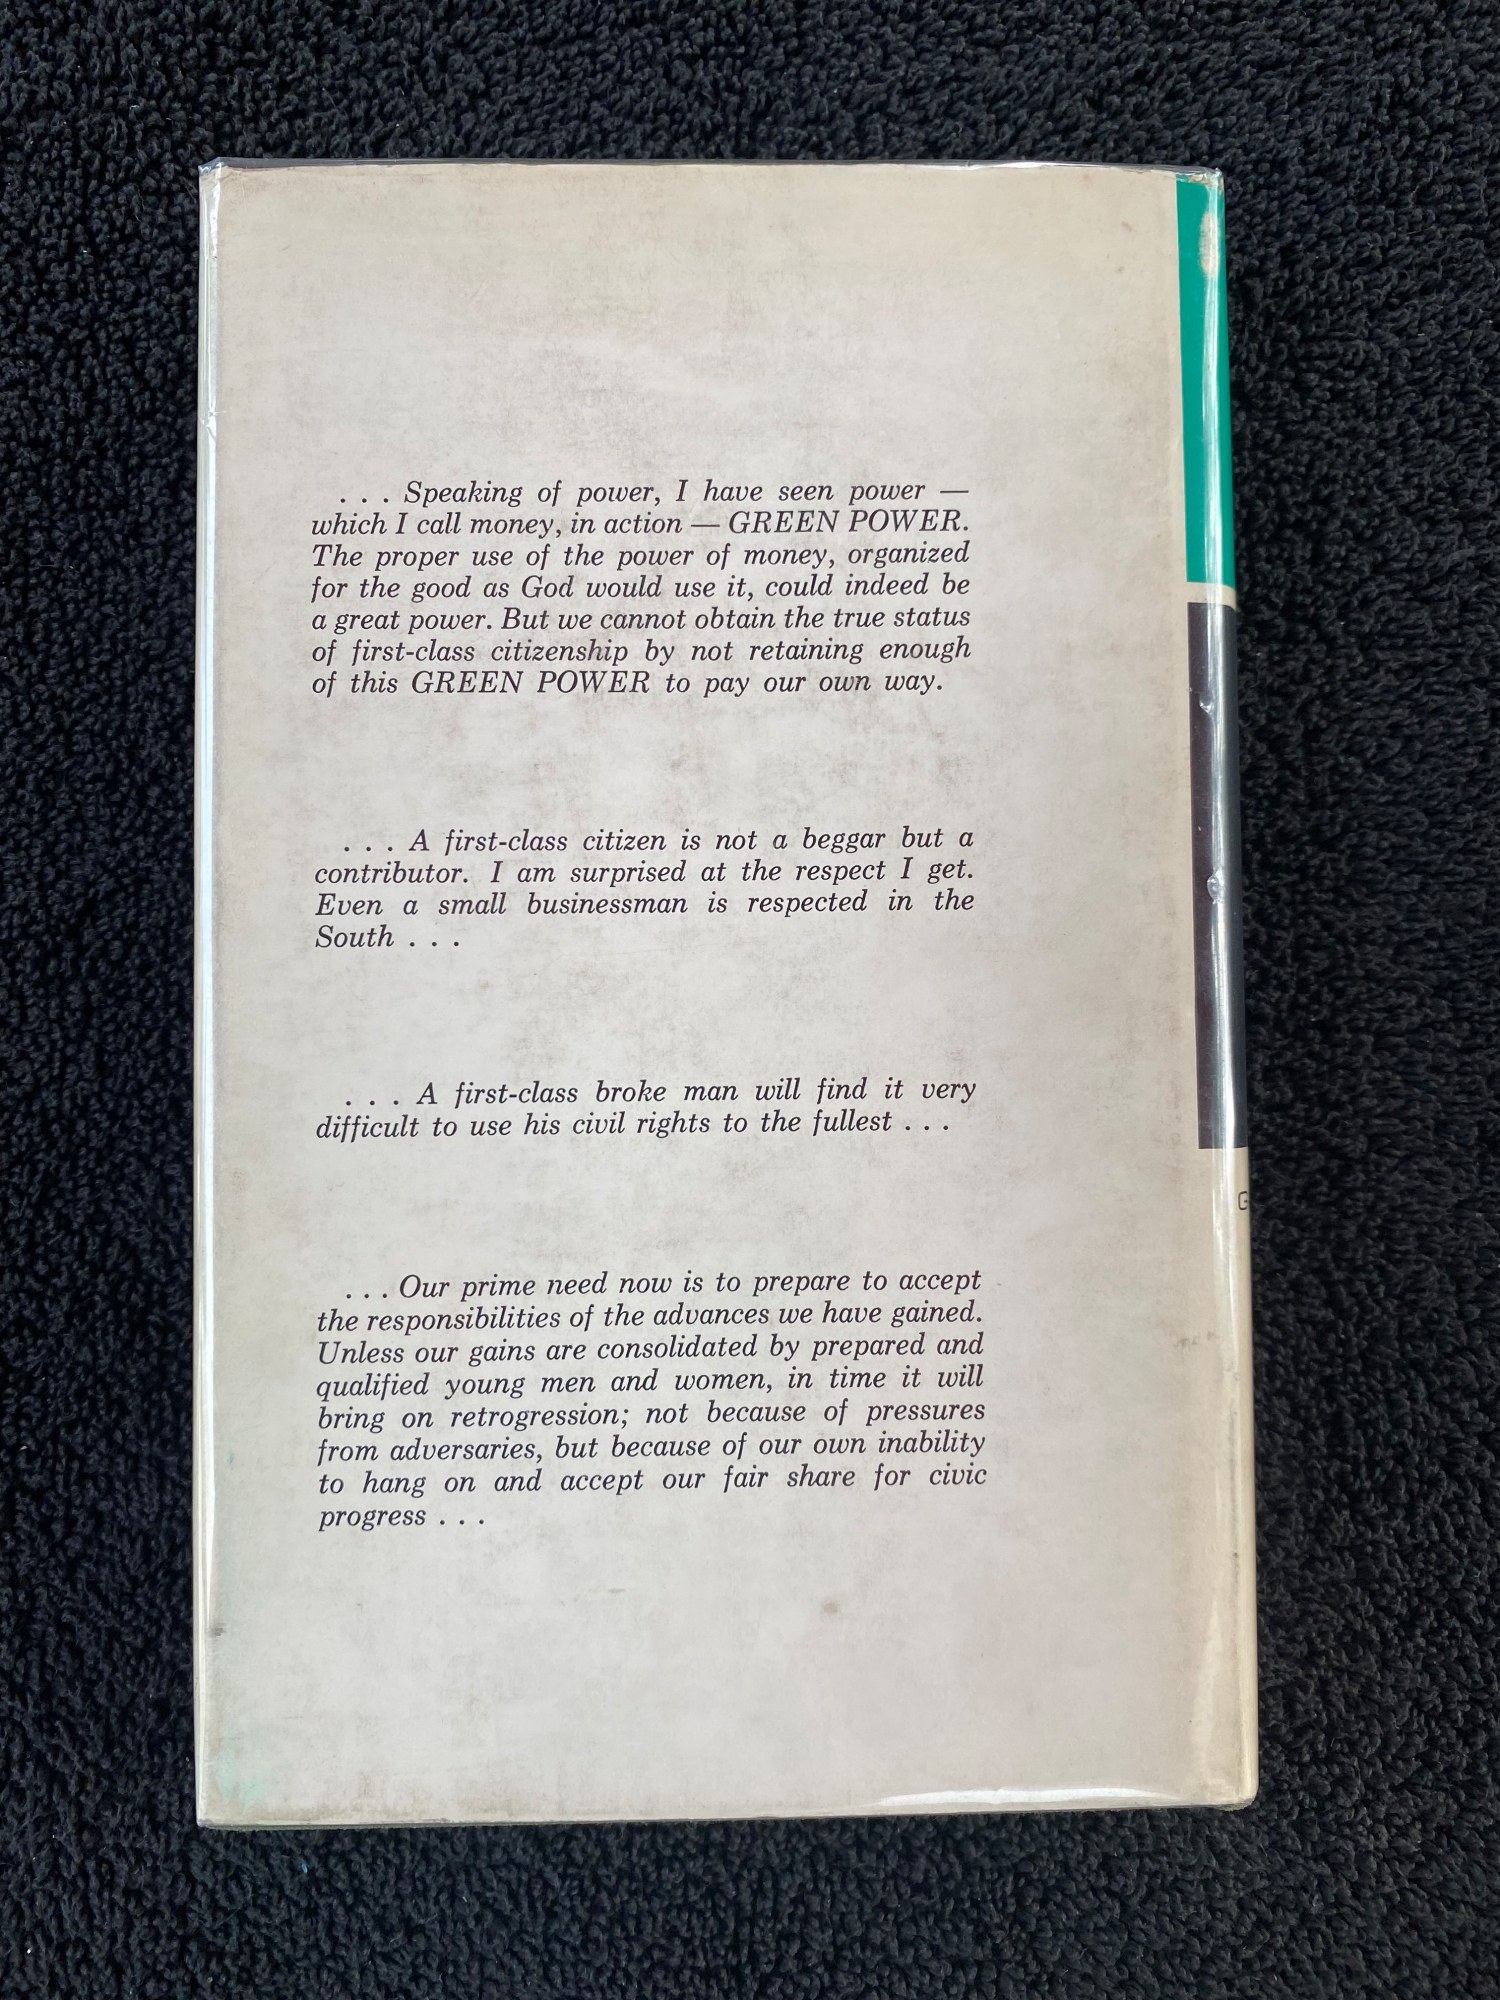 . . . Speaking of power, I have seen power —
which I call money, in action — GREEN POWER.
The proper use of the power of money, organized
for the good as God would use it, could indeed be
a great power. But we cannot obtain the true status
of first-class citizenship by not retaining enough
of this GREEN POWER to pay our own way.
. . . A first-class citizen is not a beggar but a
contributor. I am surprised at the respect I get.
Even a small businessman is respected in the
South . . .
. . . A first-class broke man will find it very
difficult to use his civil rights to the fullest . . .
. . . Our prime need now is to prepare to accept
the responsibilities of the advances we have gained.
Unless our gains are consolidated by prepared and
qualified young men and women, in time it will
bring on retrogression; not because of pressures
from adversaries, but because of our own inability
to hang on and accept our fair share for civic
progress . . .
G